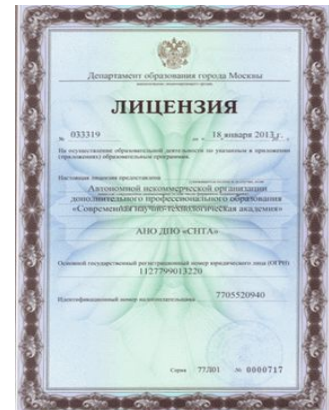 Департамент образования города Москвы
ЛИЦЕНЗИЯ
№ 033319 от « 18 января 2013 г.
На осуществление образовательной деятельности по указанным в приложении
(приложениях) образовательным программам.
Настоящая лицензия предоставлена
Автономной некоммерческой организации
дополнительного профессионального образования
«Современная научно-технологическая академия»
АНО ДПО «СНТА»
Основной государственный регистрационный номер юридического лица (ОГРН)
1127799013220
Идентификационный номер налогоплательщика 7705520940
Серия 77Л01 № 0000717